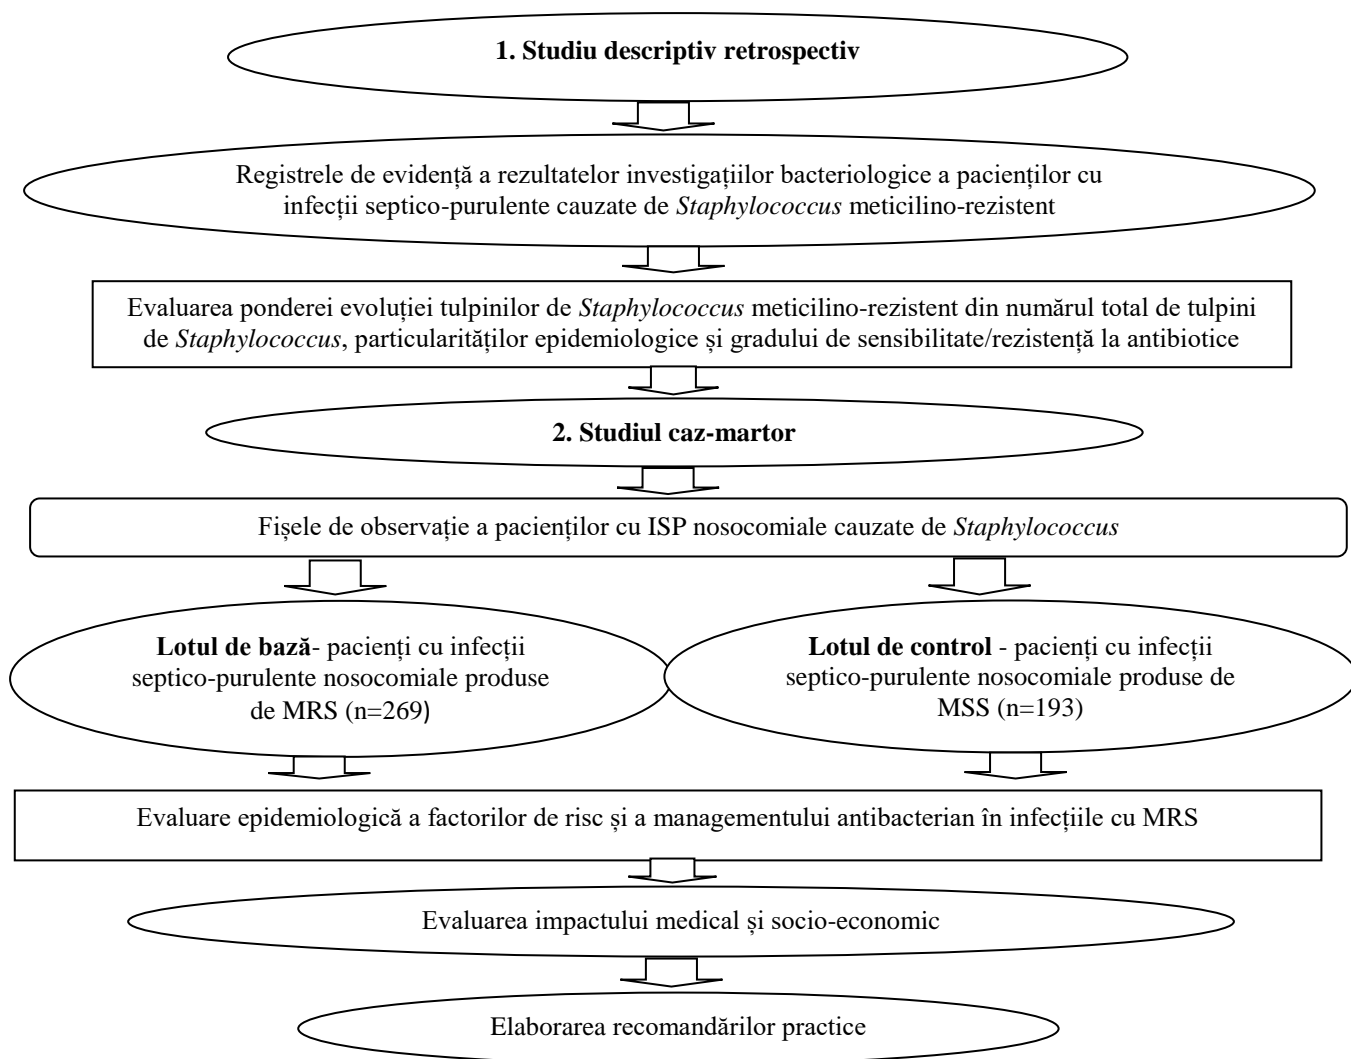 1. Studiu descriptiv retrospectiv
Registrele de evidență a rezultatelor investigațiilor bacteriologice a pacienților cu
infecții septico-purulente cauzate de Staphylococcus meticilino-rezistent
Evaluarea ponderei evoluției tulpinilor de Staphylococcus meticilino-rezistent din numărul total de tulpini
de Staphylococcus, particularităților epidemiologice și gradului de sensibilitate/rezistență la antibiotice
2. Studiul caz-martor
Fișele de observație a pacienților cu ISP nosocomiale cauzate de Staphylococcus
Lotul de bază- pacienți cu infecții
septico-purulente nosocomiale produse
de MRS (n=269)
Lotul de control - pacienți cu infecții
septico-purulente nosocomiale produse de
MSS (n=193)
Evaluare epidemiologică a factorilor de risc și a managementului antibacterian în infecțiile cu MRS
Evaluarea impactului medical și socio-economic
Elaborarea recomandărilor practice